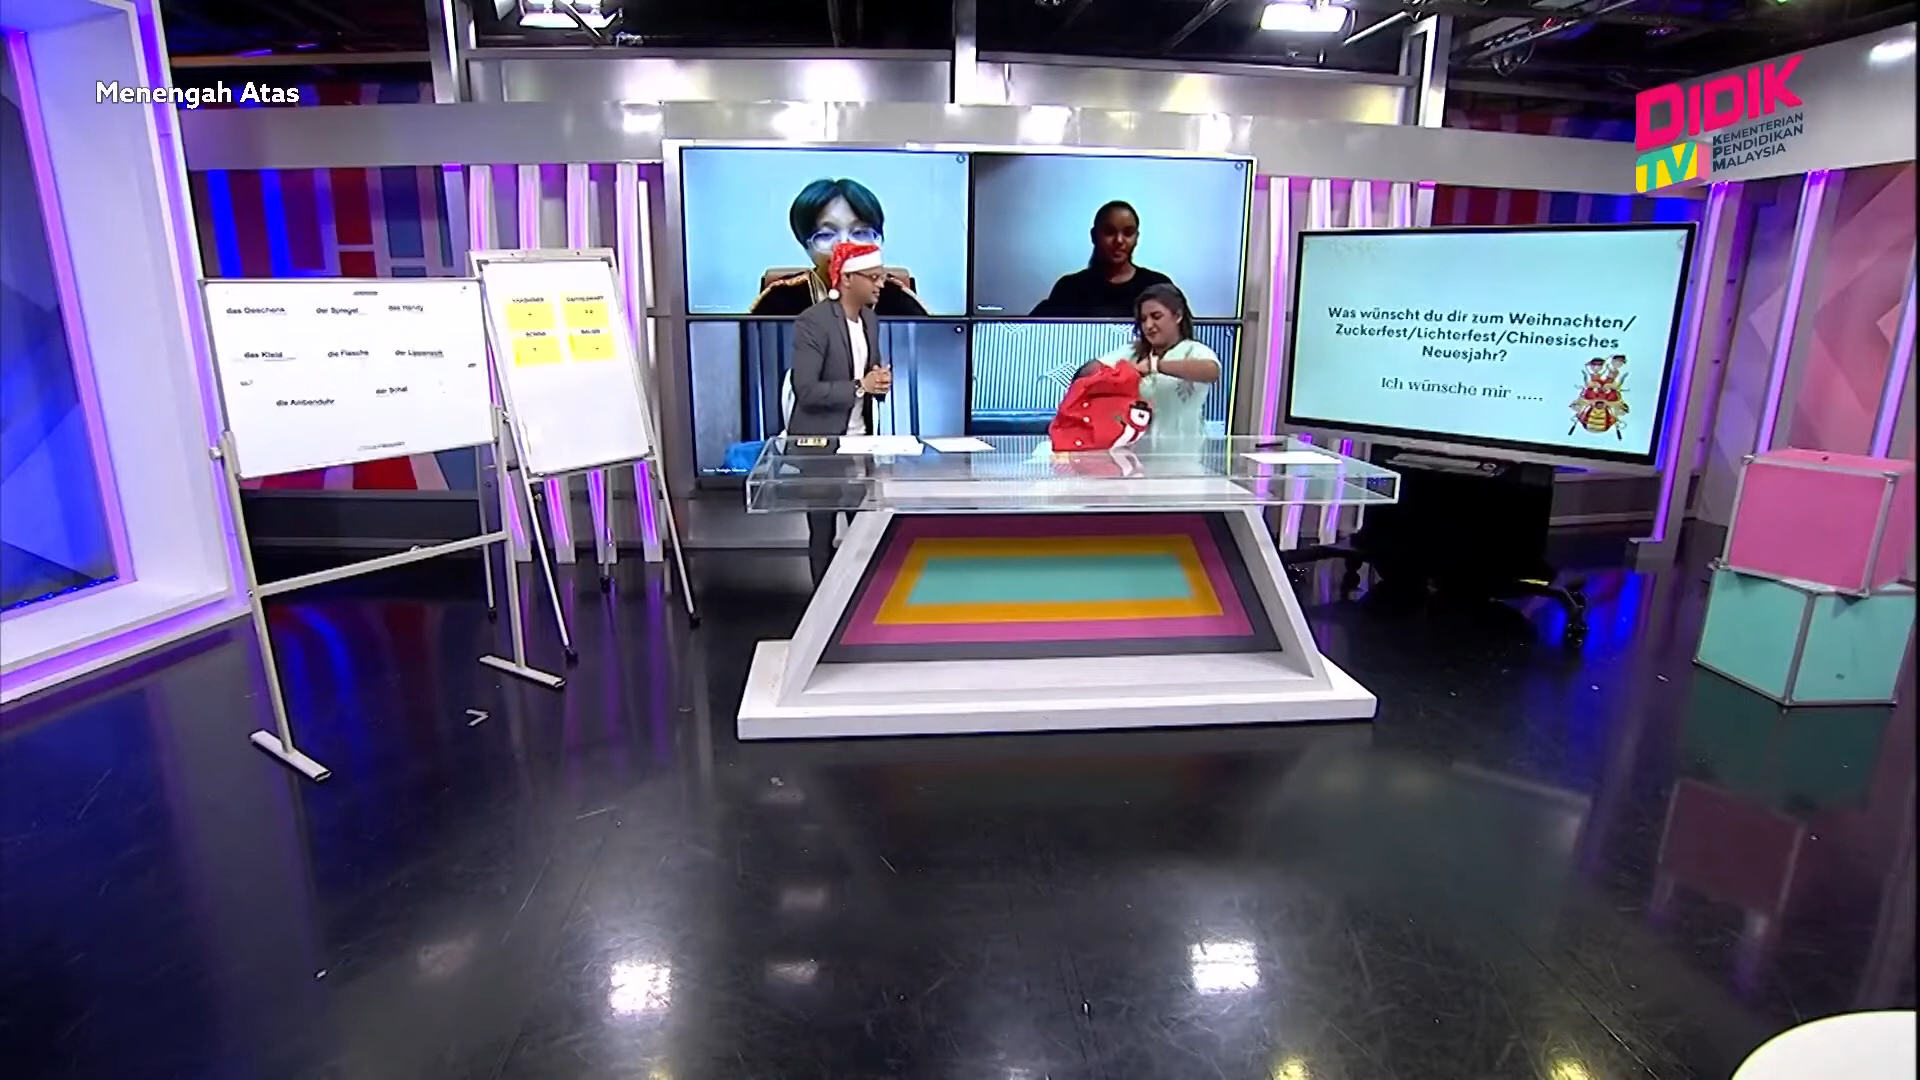 Menengah Atas
DIDIK
TV
KEMENTERIAN
PENDIDIKAN
MALAYSIA
das Geschenk
der Spiegel
das Handy
das Kleid
die Flasche
der Lippenstift
der Schal
die Armbanduhr
Was wünscht du dir zum Weihnachten/
Zuckerfest/Lichterfest/Chinesisches
Neuesjahr?
Ich wünsche mir .....